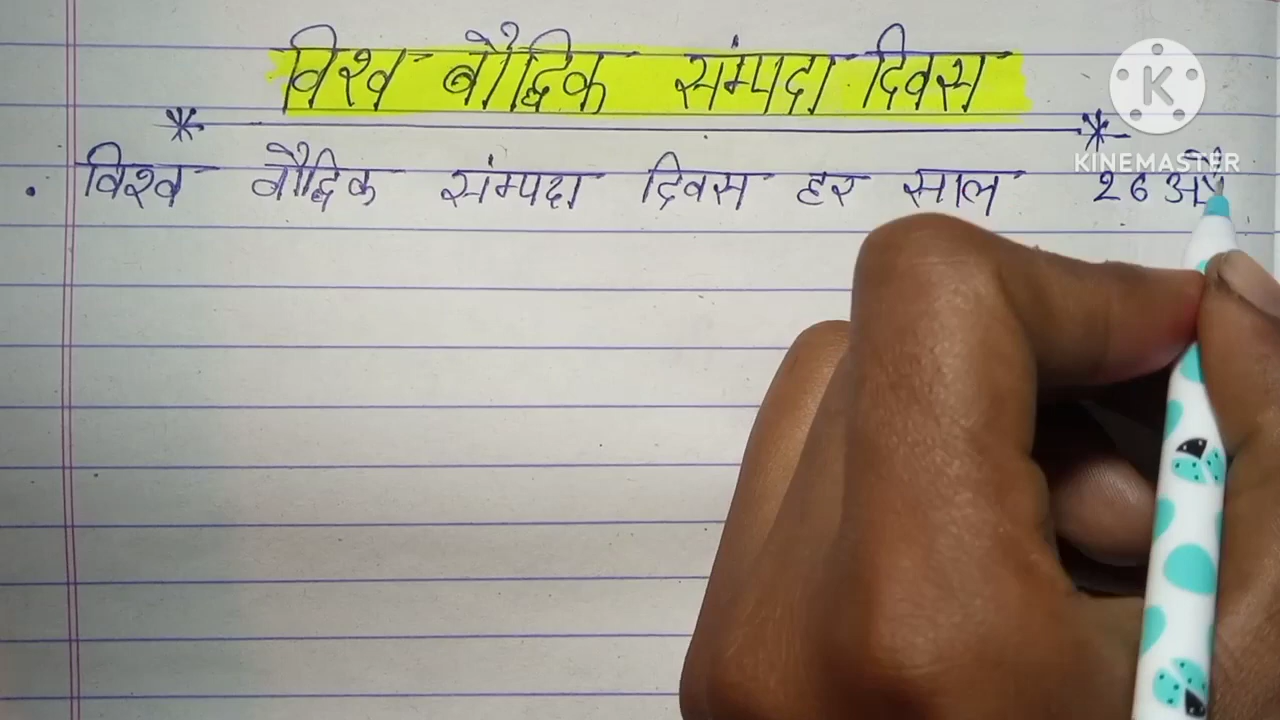 विश्व बौद्धिक सम्पदा दिवस
K
KINEMASTER
• विश्व बौद्धिक संम्पदा दिवस हर साल 26